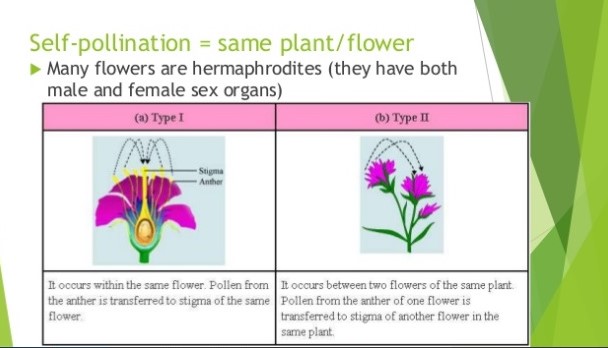 Self-pollination = same plant/flower
Many flowers are hermaphrodites (they have both
male and female sex organs)
(a) Type I
(b) Type II
Stigma
Anther
It occurs within the same flower. Pollen from
the anther is transferred to stigma of the same
flower.
It occurs between two flowers of the same plant.
Pollen from the anther of one flower is
transferred to stigma of another flower in the
same plant.